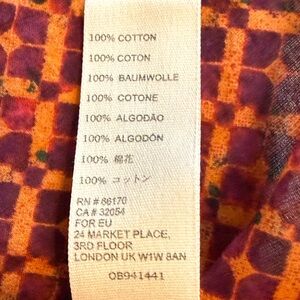 100% COTTON
100% COTON
100% BAUMWOLLE
100% COTONE
100% ALGODÃO
100% ALGODÓN
100% 棉花
100% コットン
RN # 86170
CA # 32054
FOR EU
24 MARKET PLACE,
3RD FLOOR
LONDON UK W1W 8AN
OB941441